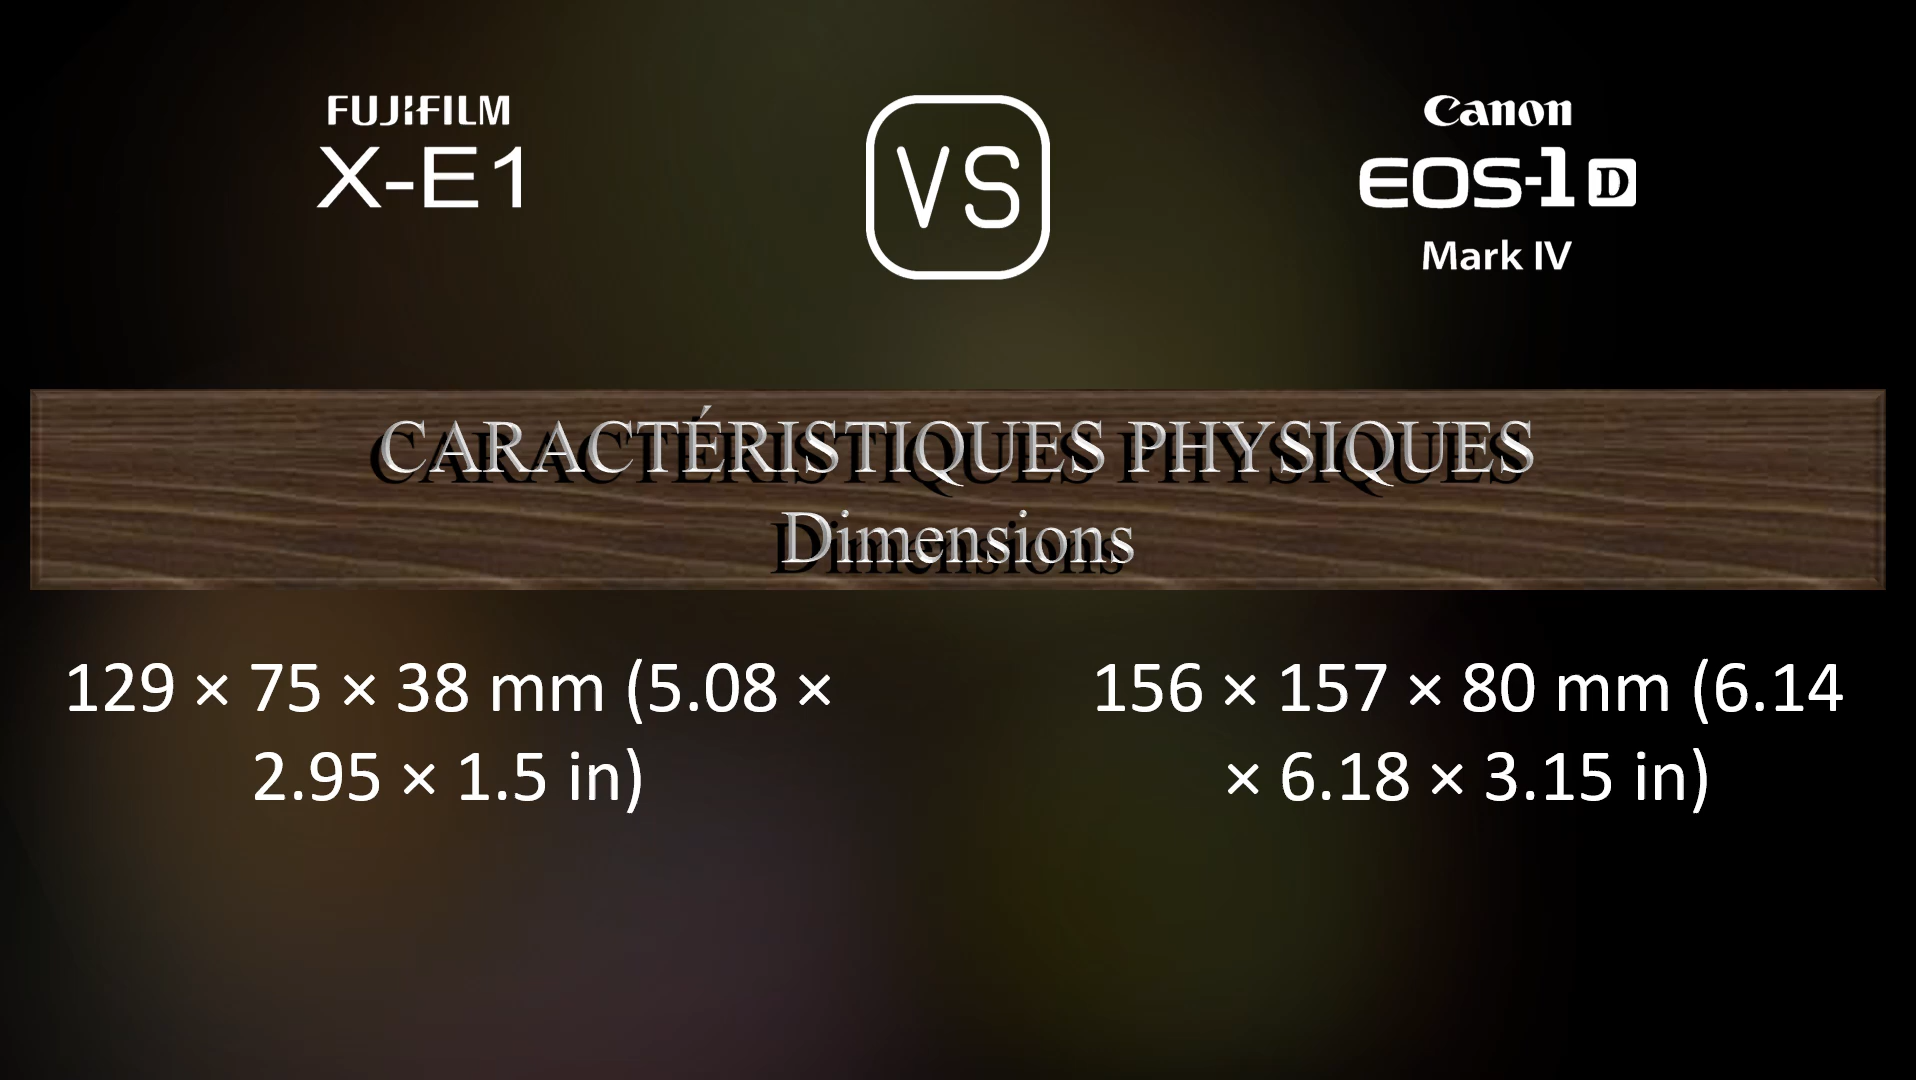 FUJIFILM
X-E1
VS
Canon
EOS-1D
Mark IV
CARACTÉRISTIQUES PHYSIQUES
Dimensions
129 × 75 × 38 mm (5.08 ×
2.95 × 1.5 in)
156 × 157 × 80 mm (6.14
× 6.18 × 3.15 in)